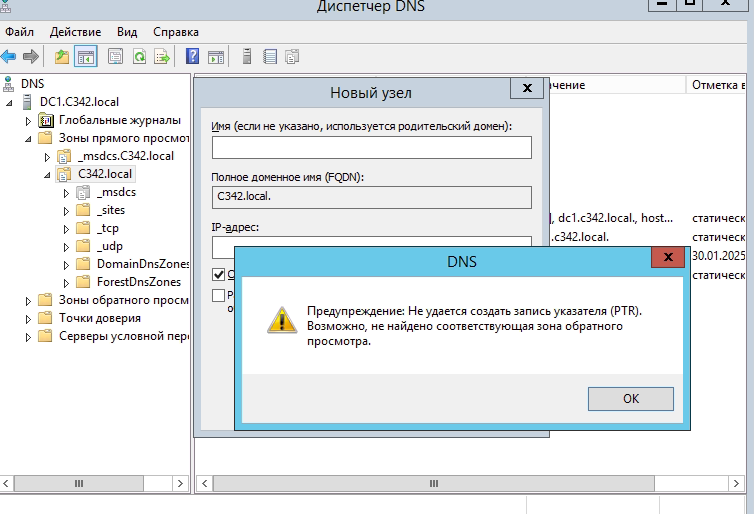 Диспетчер DNS
Файл Действие Вид Справка
DNS
DC1.C342.local
Глобальные журналы
Зоны прямого просмот
_msdcs.C342.local
C342.local
_msdcs
_sites
_tcp
_udp
DomainDnsZones
ForestDnsZones
Зоны обратного просм
Точки доверия
Серверы условной пер
Новый узел
Имя (если не указано, используется родительский домен):
Полное доменное имя (FQDN):
C342.local.
IP-адрес:
DNS
Предупреждение: Не удается создать запись указателя (PTR).
Возможно, не найдено соответствующая зона обратного
просмотра.
OK
чение Отметка в
], dc1.c342.local., host... статическ
.c342.local. статическ
30.01.2025
статическ